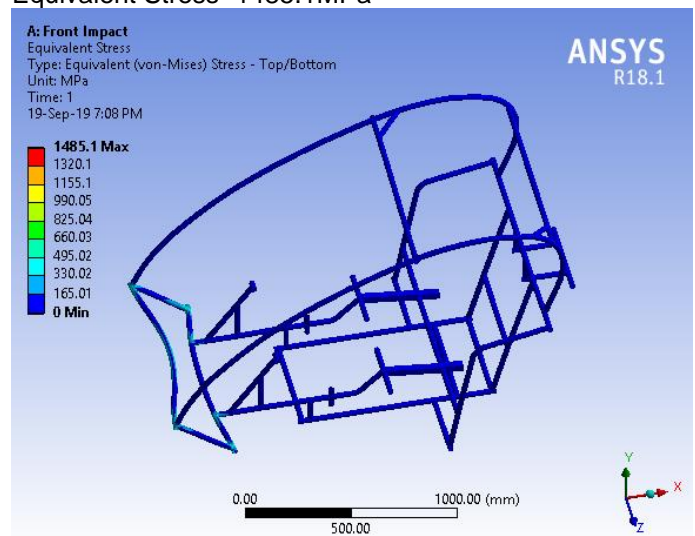 A: Front Impact
Equivalent Stress
Type: Equivalent (von-Mises) Stress - Top/Bottom
Unit: MPa
Time: 1
19-Sep-19 7:08 PM
ANSYS
R18.1
1485.1 Max
1320.1
1155.1
990.05
825.04
660.03
495.02
330.02
165.01
0 Min
0.00
1000.00 (mm)
500.00
Y
X
Z